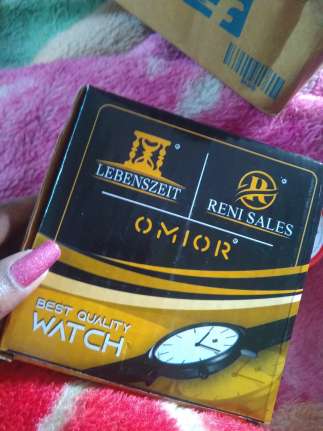 LEBENSZEIT
RENI SALES
OMIOR
BEST QUALITY
WATCH